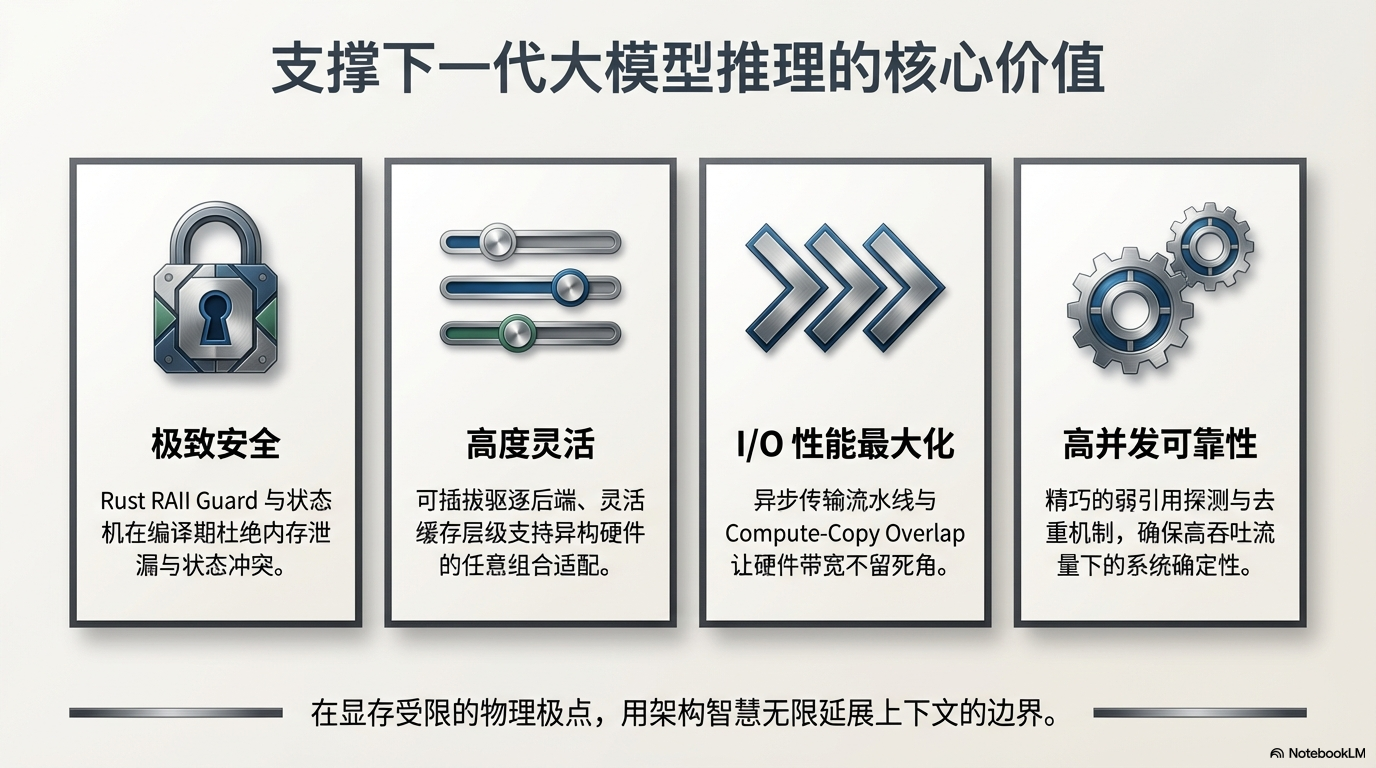 支撑下一代大模型推理的核心价值
极致安全
Rust RAII Guard 与状态
机在编译期杜绝内存泄
漏与状态冲突。
高度灵活
可插拔驱逐后端、灵活
缓存层级支持异构硬件
的任意组合适配。
I/O 性能最大化
异步传输流水线与
Compute-Copy Overlap
让硬件带宽不留死角。
高并发可靠性
精巧的弱引用探测与去
重机制，确保高吞吐流
量下的系统确定性。
在显存受限的物理极点，用架构智慧无限延展上下文的边界。
NotebookLM